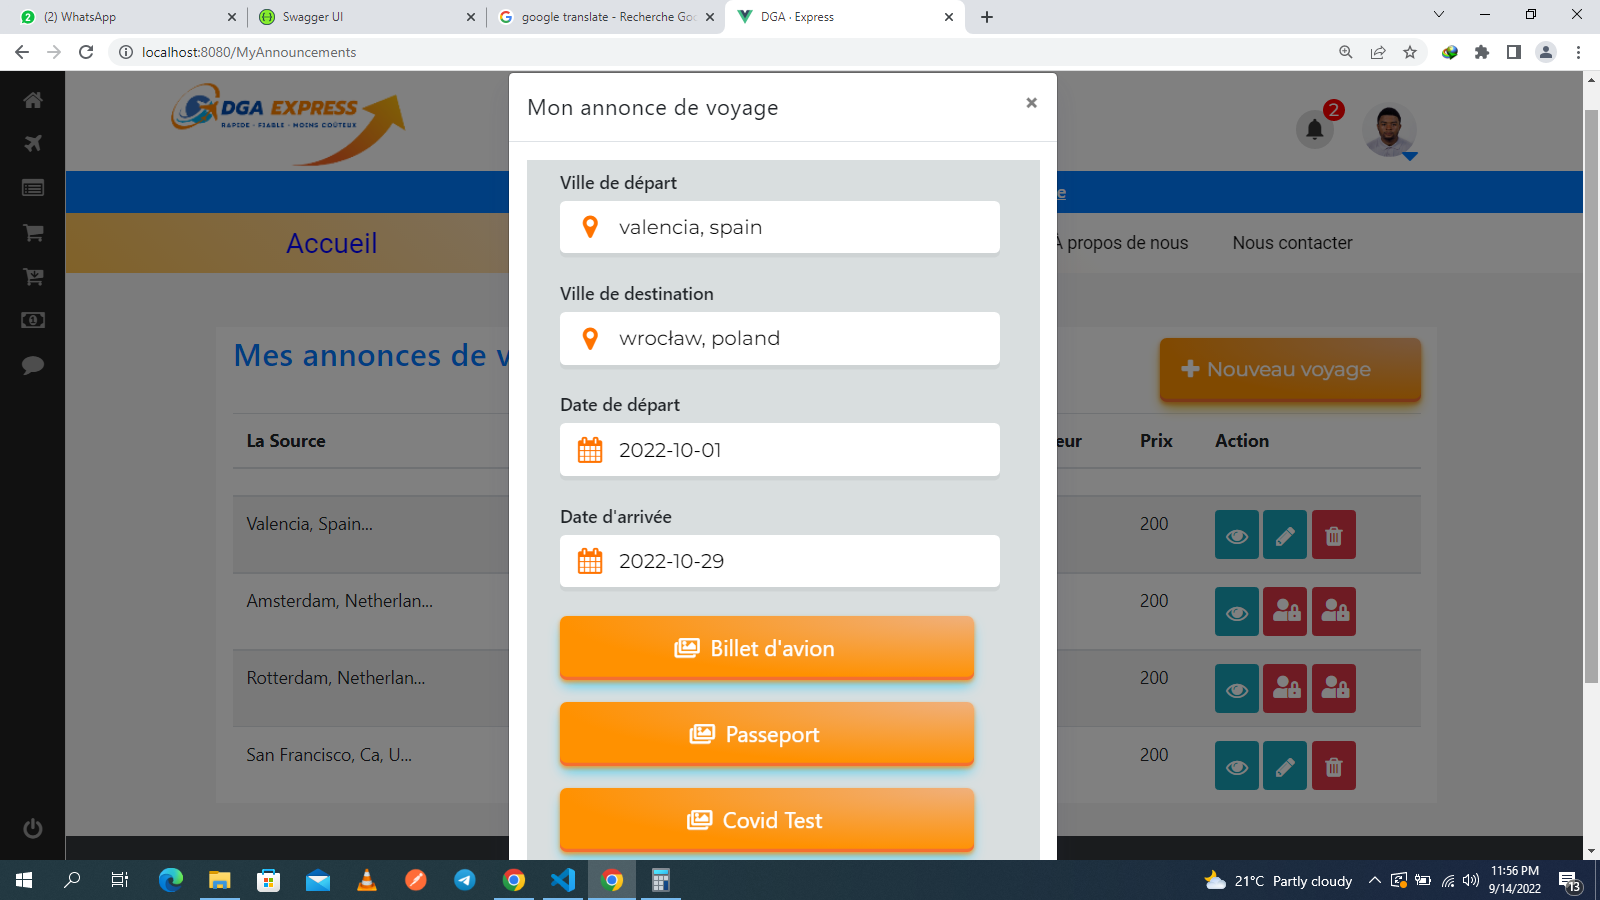 (2) WhatsApp
Swagger UI
google translate - Recherche Goo
DGA · Express
localhost:8080/MyAnnouncements
DGA EXPRESS
RAPIDE - FIABLE - MOINS COÛTEUX
2
Mon annonce de voyage
×
e
Accueil
À propos de nous
Nous contacter
Ville de départ
valencia, spain
Ville de destination
wrocław, poland
Mes annonces de v
Nouveau voyage
Date de départ
2022-10-01
La Source
eur
Prix
Action
Date d'arrivée
2022-10-29
Valencia, Spain...
200
Amsterdam, Netherlan...
200
Billet d'avion
Rotterdam, Netherlan...
200
Passeport
San Francisco, Ca, U...
200
Covid Test
21°C Partly cloudy
11:56 PM
9/14/2022
13